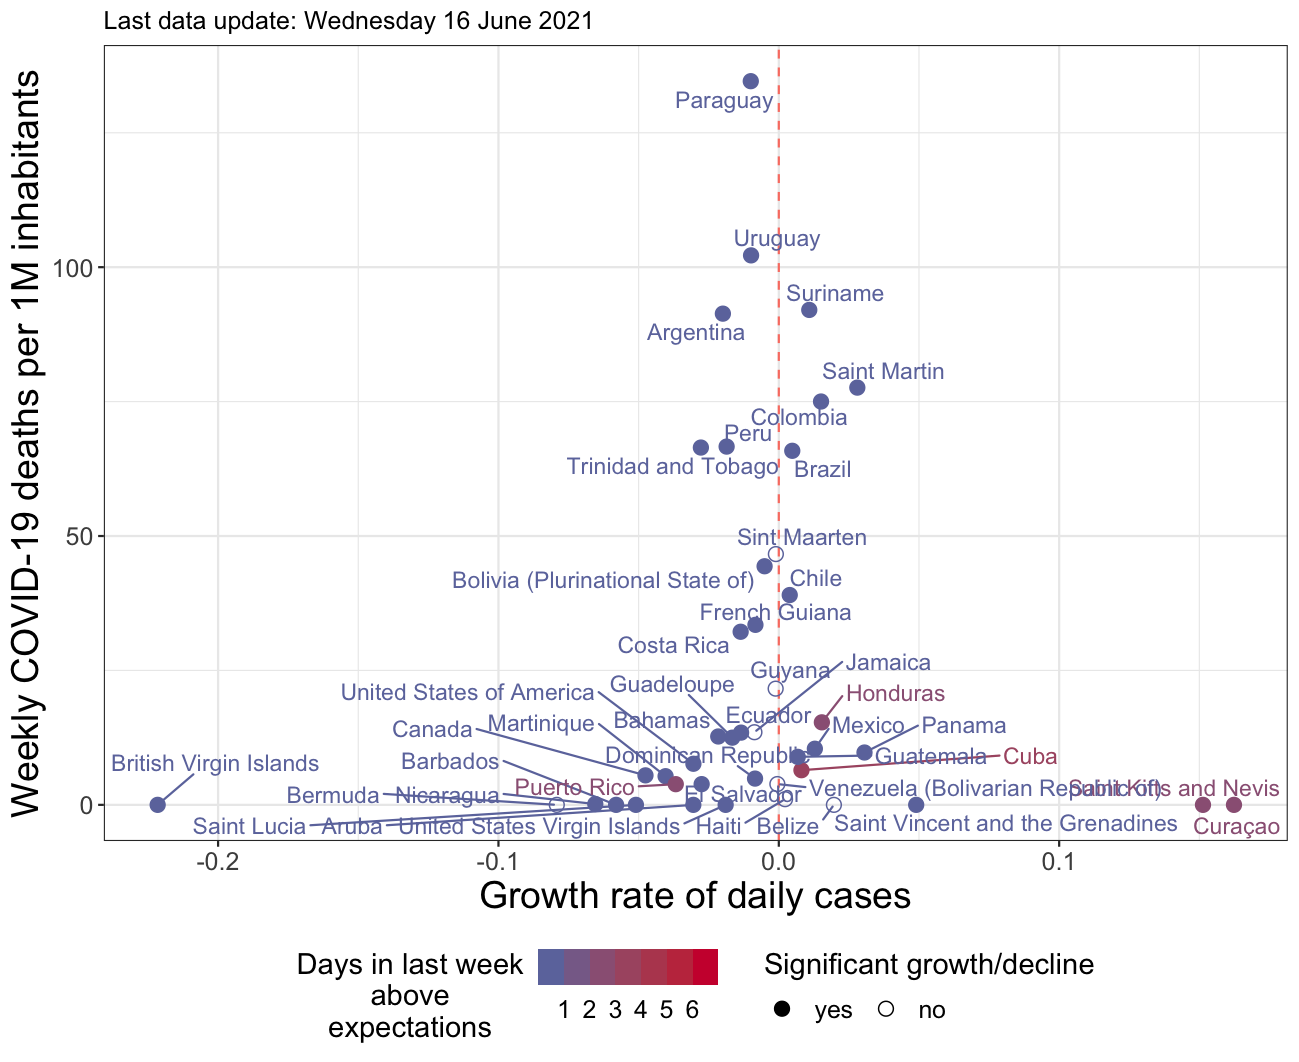 Last data update: Wednesday 16 June 2021
Weekly COVID-19 deaths per 1M inhabitants
Paraguay
Uruguay
100
Suriname
Argentina
Saint Martin
Colombia
Peru
Trinidad and Tobago
Brazil
50
Sint Maarten
Bolivia (Plurinational State of)
Chile
French Guiana
Costa Rica
Jamaica
Guyana
United States of America
Guadeloupe
Honduras
Canada
Martinique
Bahamas
Ecuador
Mexico
Panama
British Virgin Islands
Barbados
Dominican Republic
Guatemala
Cuba
Bermuda
Nicaragua
Puerto Rico
El Salvador
Venezuela (Bolivarian Republic of)
Saint Kitts and Nevis
0
Saint Lucia
Aruba
United States Virgin Islands
Haiti
Belize
Saint Vincent and the Grenadines
Curaçao
-0.2
-0.1
0.0
0.1
Growth rate of daily cases
Days in last week
above
expectations
1 2 3 4 5 6
Significant growth/decline
yes
no